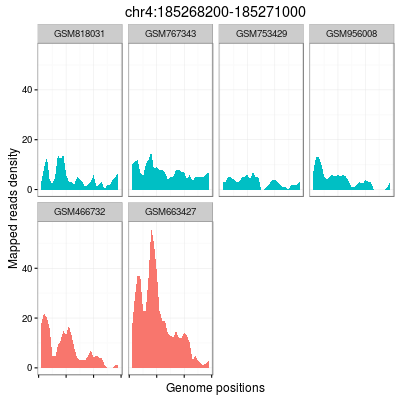 chr4:185268200-185271000
GSM818031 GSM767343 GSM753429 GSM956008
40
20
0
GSM466732 GSM663427
40
20
0
Mapped reads density
Genome positions